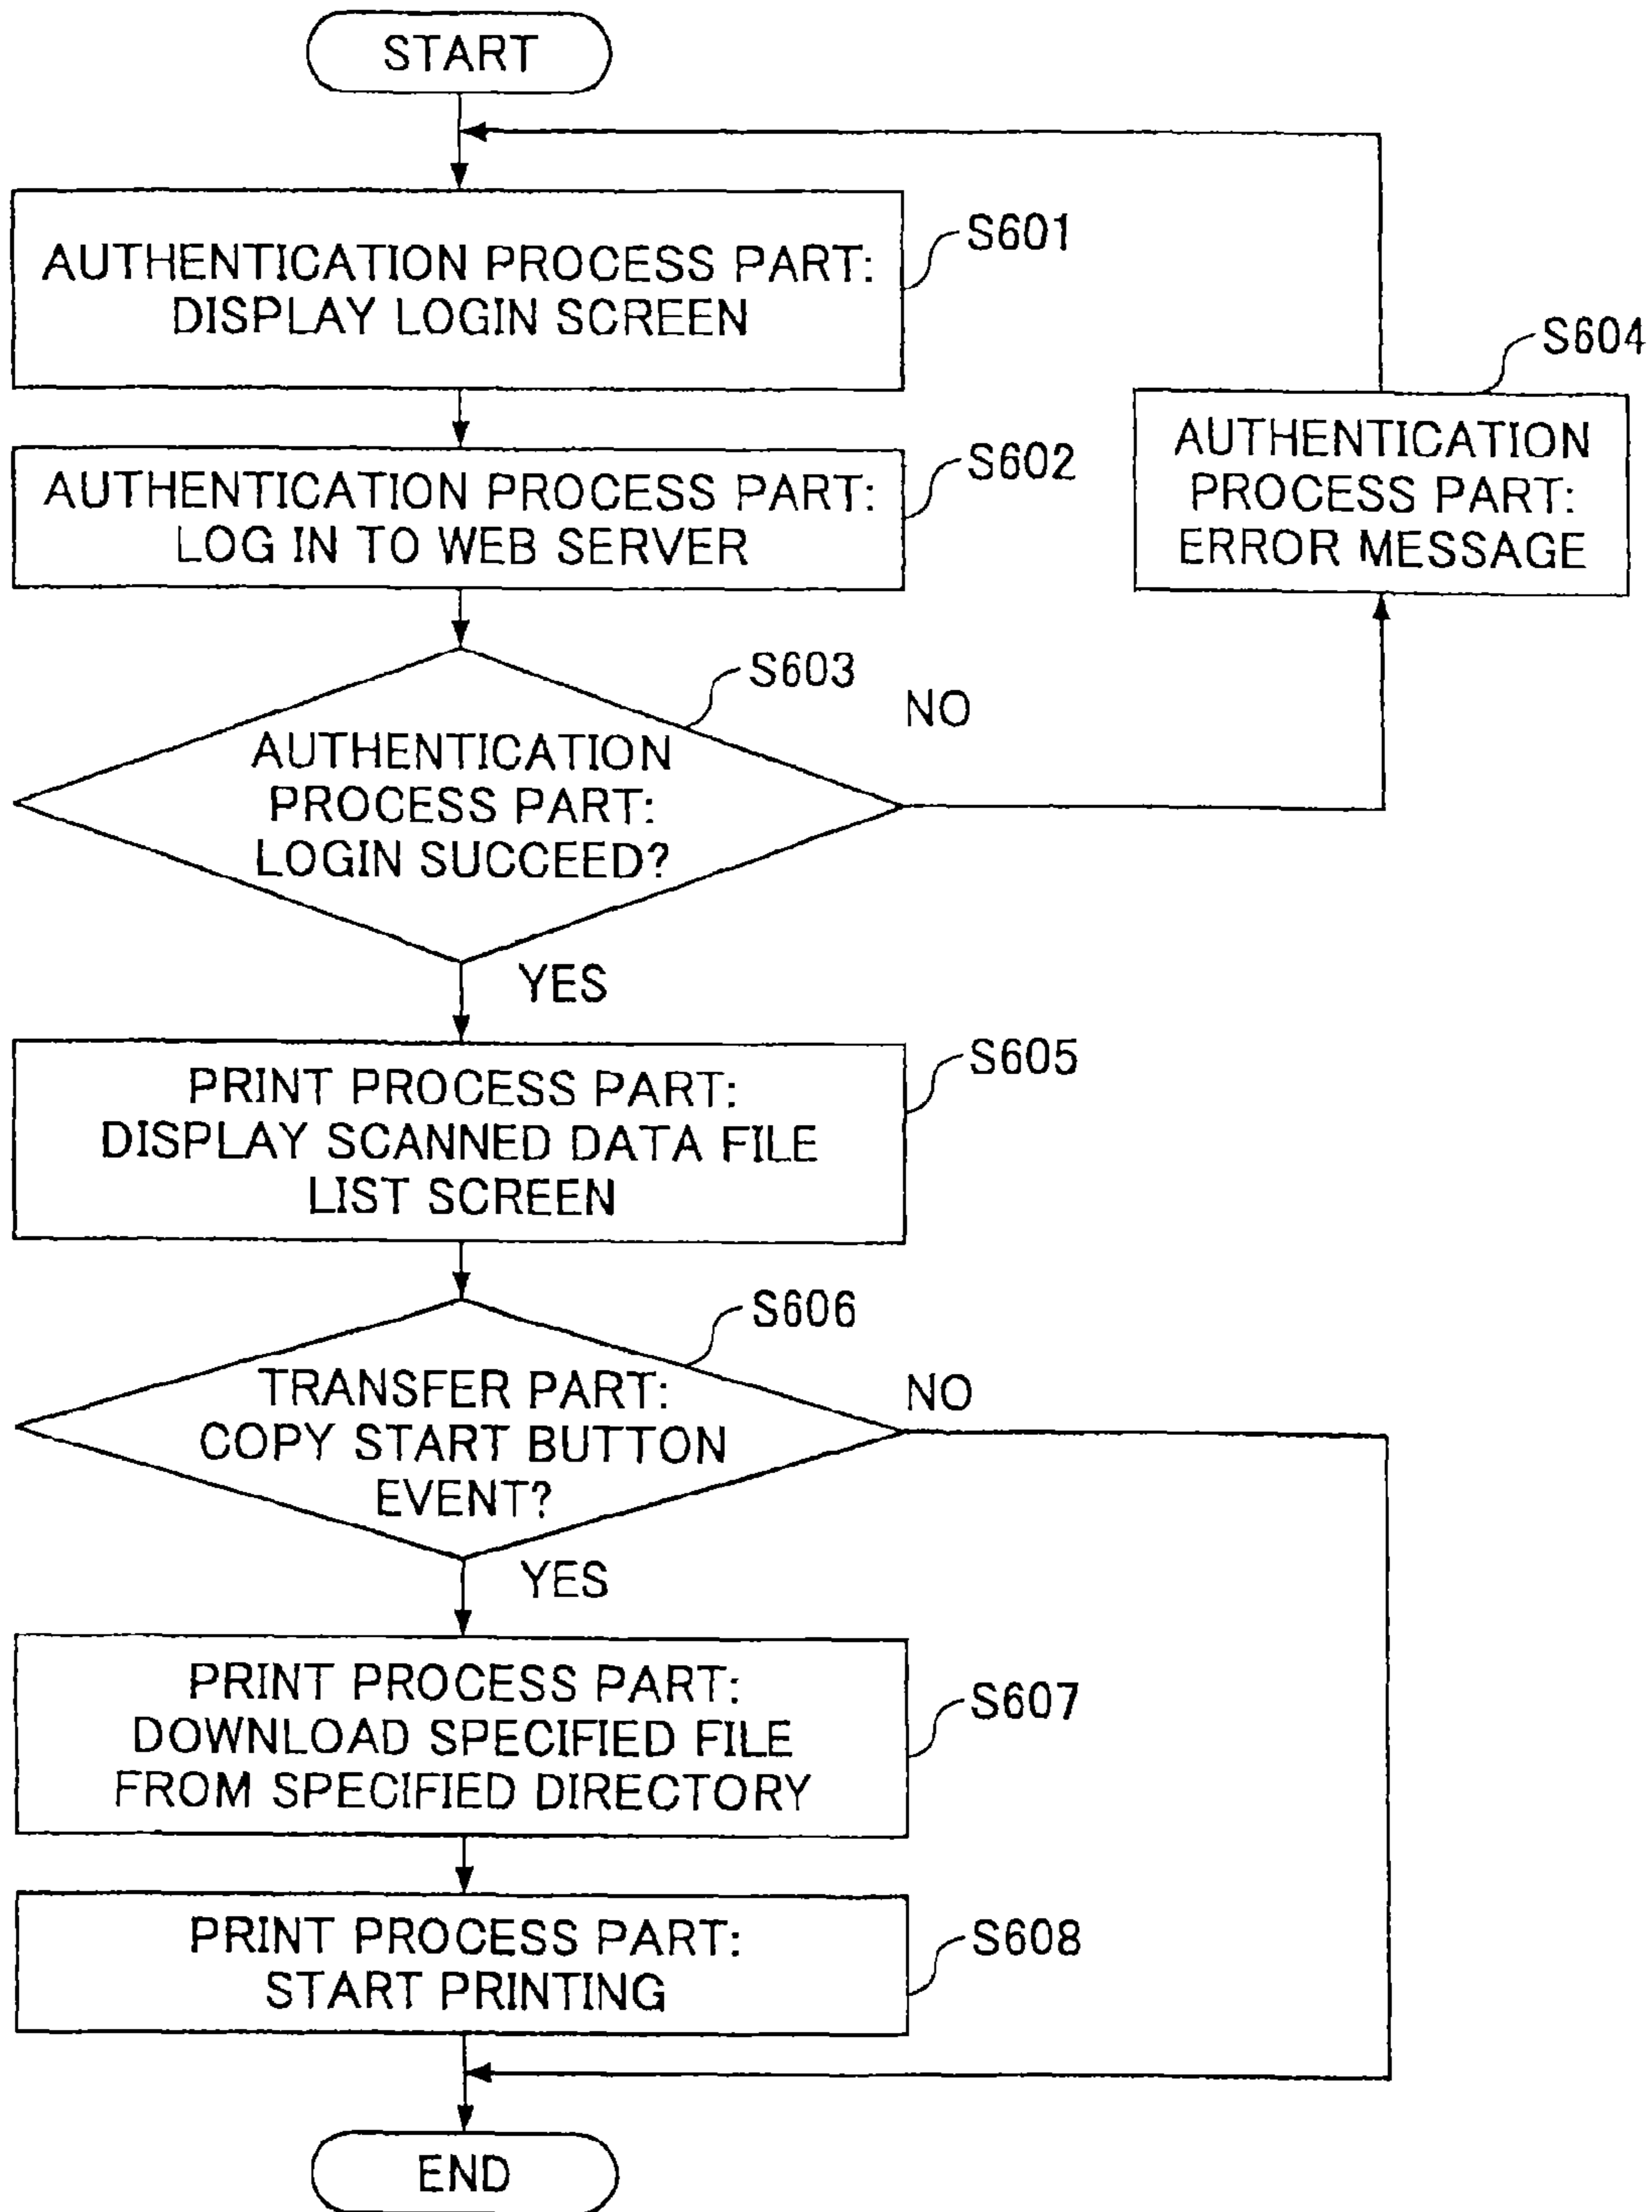 START
AUTHENTICATION PROCESS PART:
DISPLAY LOGIN SCREEN
S601
AUTHENTICATION PROCESS PART:
LOG IN TO WEB SERVER
S602
S604
AUTHENTICATION
PROCESS PART:
ERROR MESSAGE
S603
NO
AUTHENTICATION
PROCESS PART:
LOGIN SUCCEED?
YES
PRINT PROCESS PART:
DISPLAY SCANNED DATA FILE
LIST SCREEN
S605
S606
TRANSFER PART:
COPY START BUTTON
EVENT?
NO
YES
PRINT PROCESS PART:
DOWNLOAD SPECIFIED FILE
FROM SPECIFIED DIRECTORY
S607
PRINT PROCESS PART:
START PRINTING
S608
END